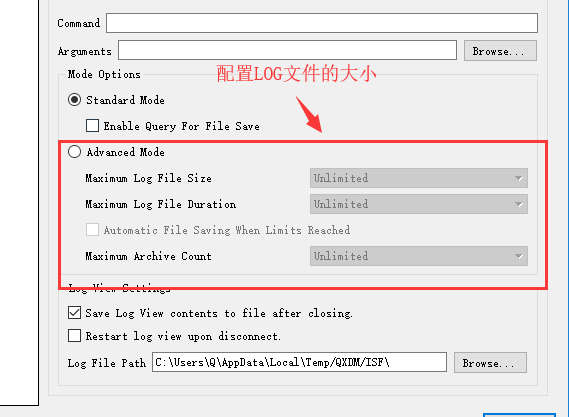 Command
Arguments Browse...
Mode Options
配置LOG文件的大小
Standard Mode
Enable Query For File Save
Advanced Mode
Maximum Log File Size Unlimited
Maximum Log File Duration Unlimited
Automatic File Saving When Limits Reached
Maximum Archive Count Unlimited
Log View Settings
Save Log View contents to file after closing.
Restart log view upon disconnect.
Log File Path C:\Users\Q\AppData\Local\Temp/QXDM/ISF\ Browse...